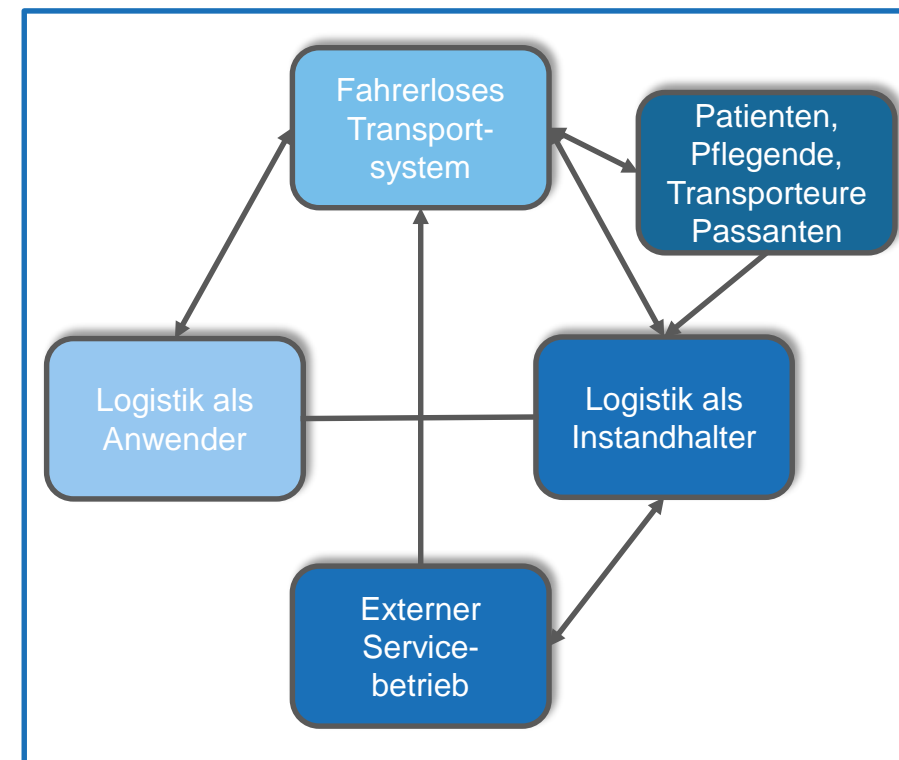 Fahrerloses
Transport-
system
Patienten,
Pflegende,
Transporteure
Passanten
Logistik als
Anwender
Logistik als
Instandhalter
Externer
Service-
betrieb